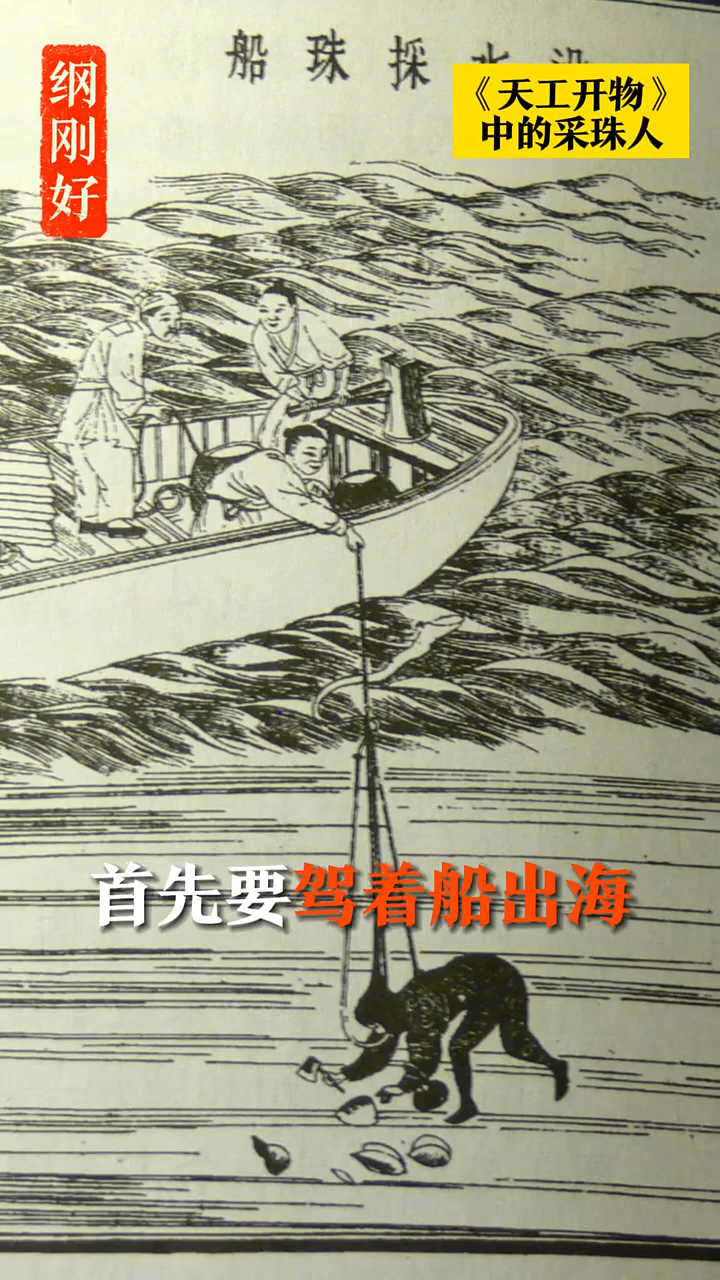 船珠採水
纲刚好
《天工开物》
中的采珠人
首先要驾着船出海